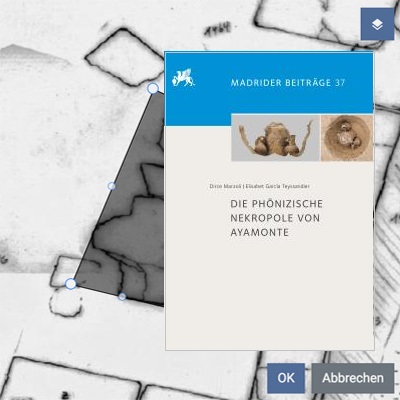 MADRIDER BEITRÄGE 37
Dirce Marzoli | Elisabet García Teyssandier
DIE PHÖNIZISCHE
NEKROPOLE VON
AYAMONTE
OK
Abbrechen